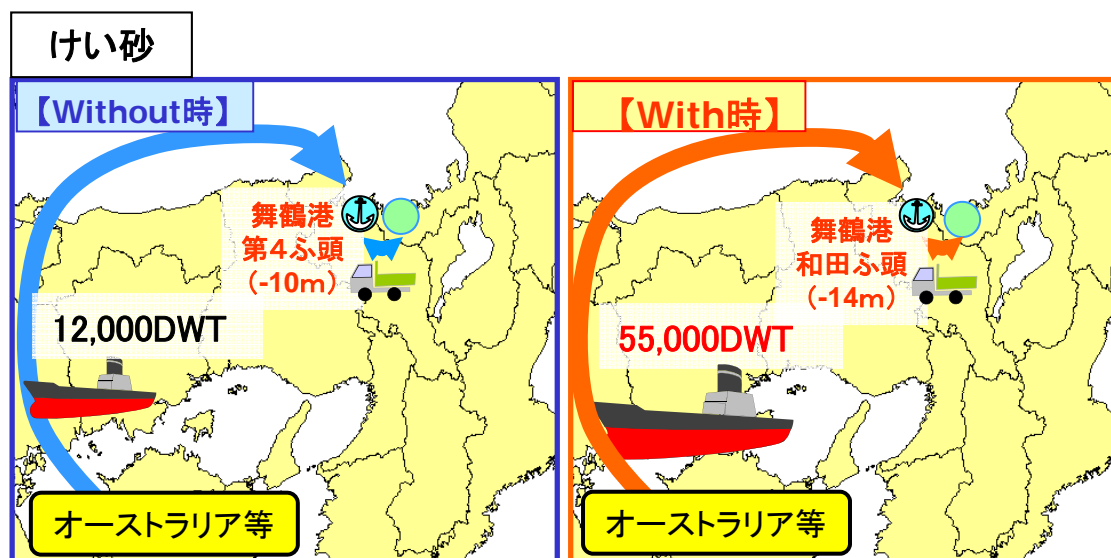 けい砂
【Without時】
舞鶴港
第4ふ頭
(-10m)
12,000DWT
オーストラリア等
【With時】
舞鶴港
和田ふ頭
(-14m)
55,000DWT
オーストラリア等